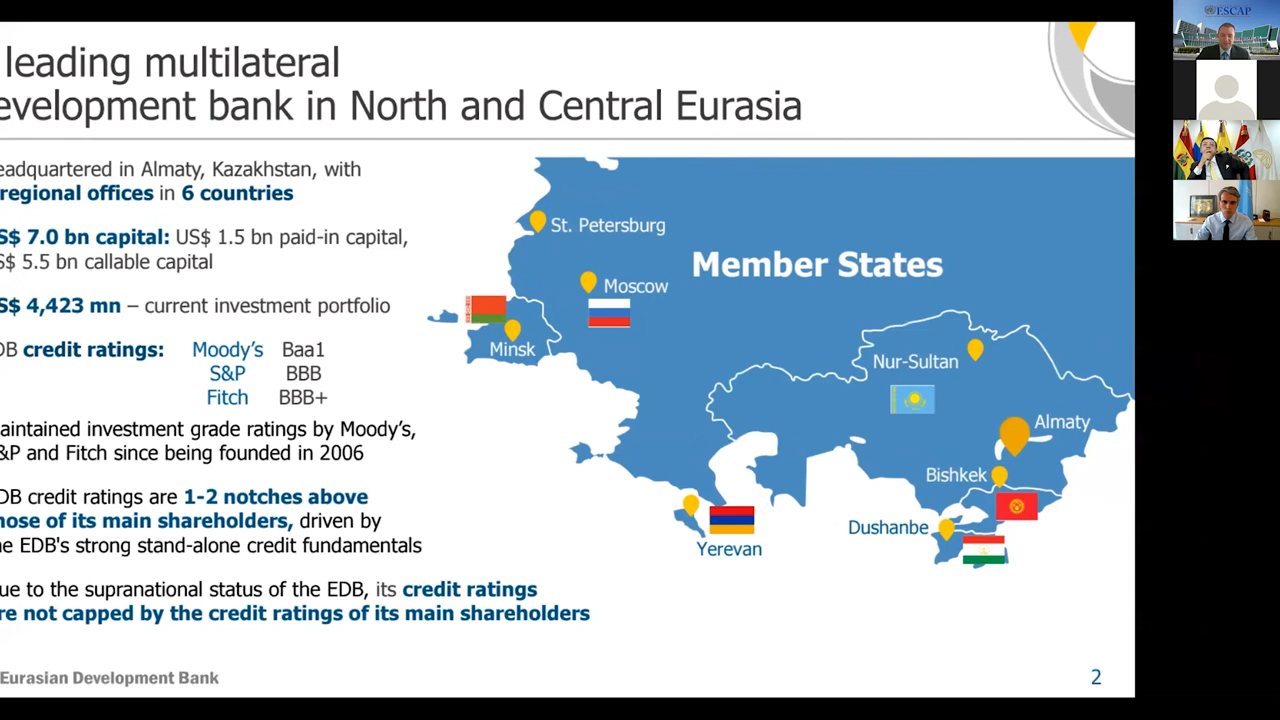 leading multilateral
evelopment bank in North and Central Eurasia
eadquartered in Almaty, Kazakhstan, with
regional offices in 6 countries
S$ 7.0 bn capital: US$ 1.5 bn paid-in capital,
S$ 5.5 bn callable capital
S$ 4,423 mn – current investment portfolio
DB credit ratings: Moody's Baa1
S&P BBB
Fitch BBB+
aintained investment grade ratings by Moody's,
&P and Fitch since being founded in 2006
DB credit ratings are 1-2 notches above
hose of its main shareholders, driven by
he EDB's strong stand-alone credit fundamentals
ue to the supranational status of the EDB, its credit ratings
re not capped by the credit ratings of its main shareholders
St. Petersburg
Member States
Moscow
Minsk
Nur-Sultan
Almaty
Bishkek
Dushanbe
Yerevan
Eurasian Development Bank
2
ESCAP